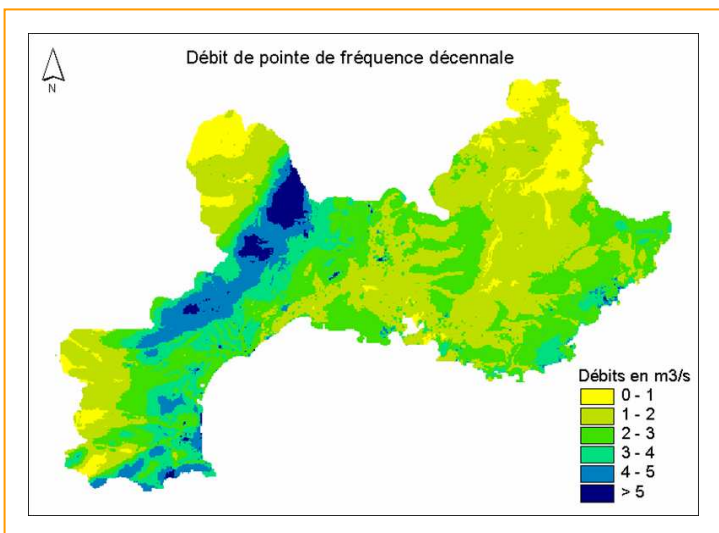 Débit de pointe de fréquence décennale
N
Débits en m3/s
0 - 1
1 - 2
2 - 3
3 - 4
4 - 5
> 5